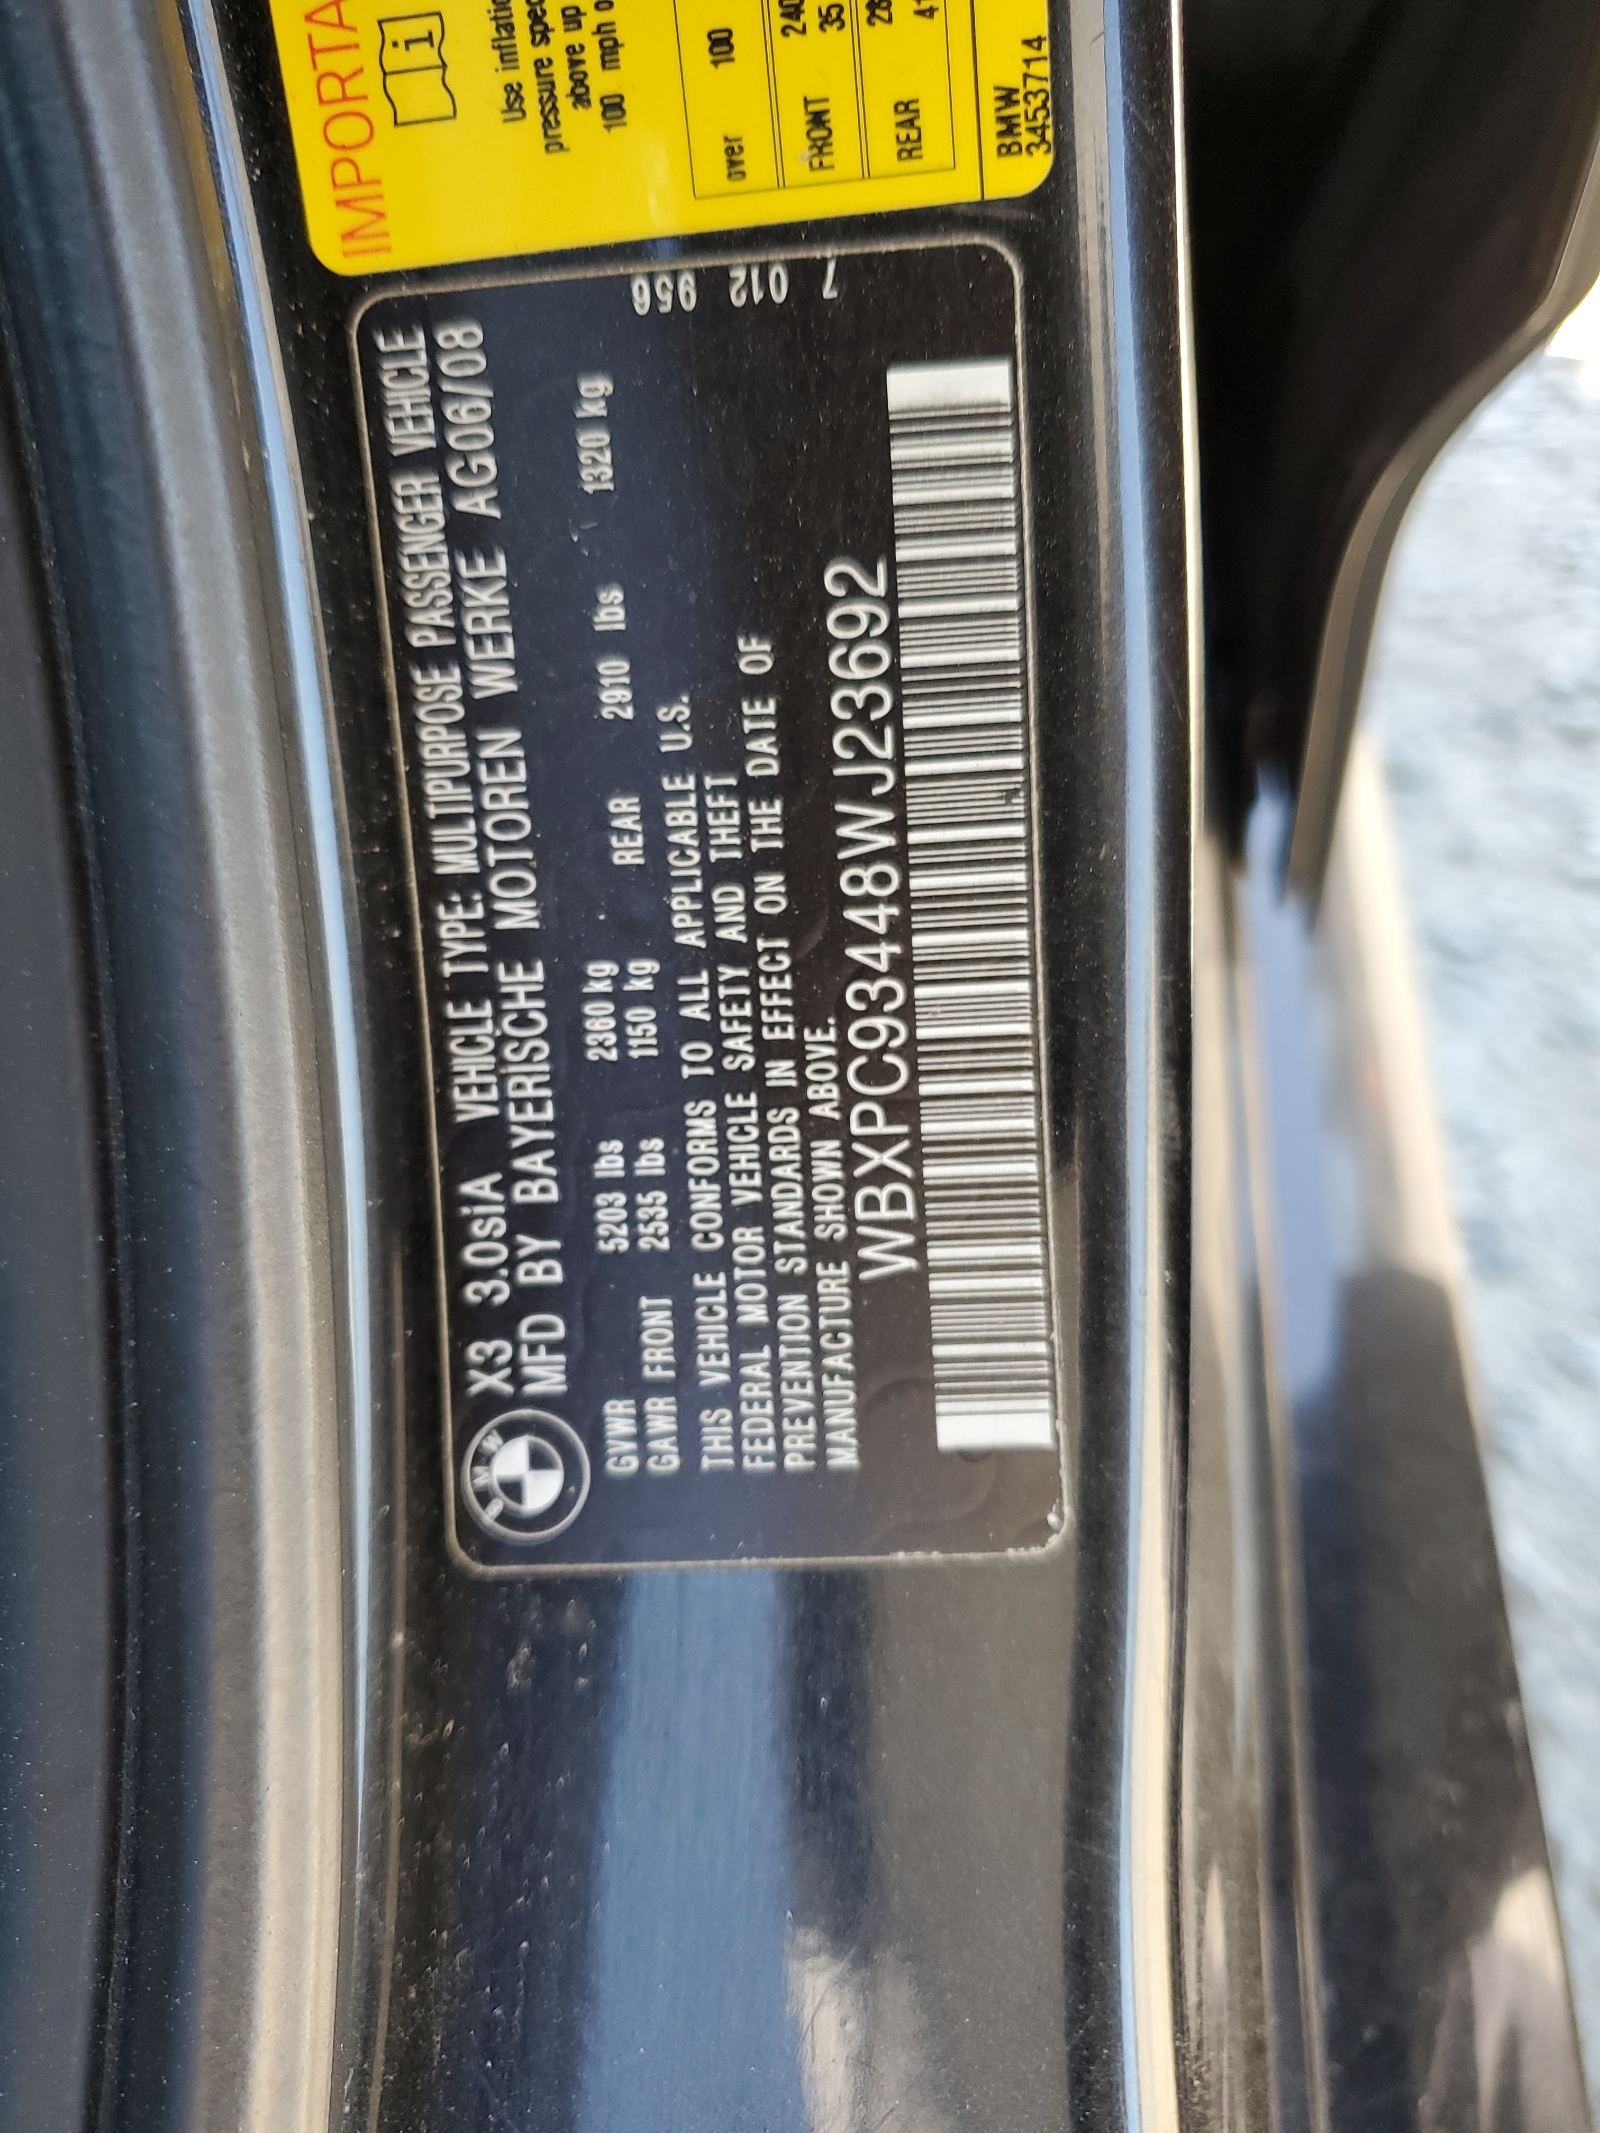 X3 3.0siA VEHICLE TYPE: MULTIPURPOSE PASSENGER VEHICLE
MFD BY BAYERISCHE MOTOREN WERKE AG06/08
GVWR 5203 lbs 2360 kg
GAWR FRONT 2535 lbs 1150 kg REAR 2910 lbs 1320 kg
THIS VEHICLE CONFORMS TO ALL APPLICABLE U.S.
FEDERAL MOTOR VEHICLE SAFETY AND THEFT
PREVENTION STANDARDS IN EFFECT ON THE DATE OF
MANUFACTURE SHOWN ABOVE.
WBXPC93448WJ23692
7 012 956
IMPORTA
i
Use inflatio
pressure spec
above up
100 mph o
over 100
FRONT 240
35
REAR 28
41
BMW
3453714